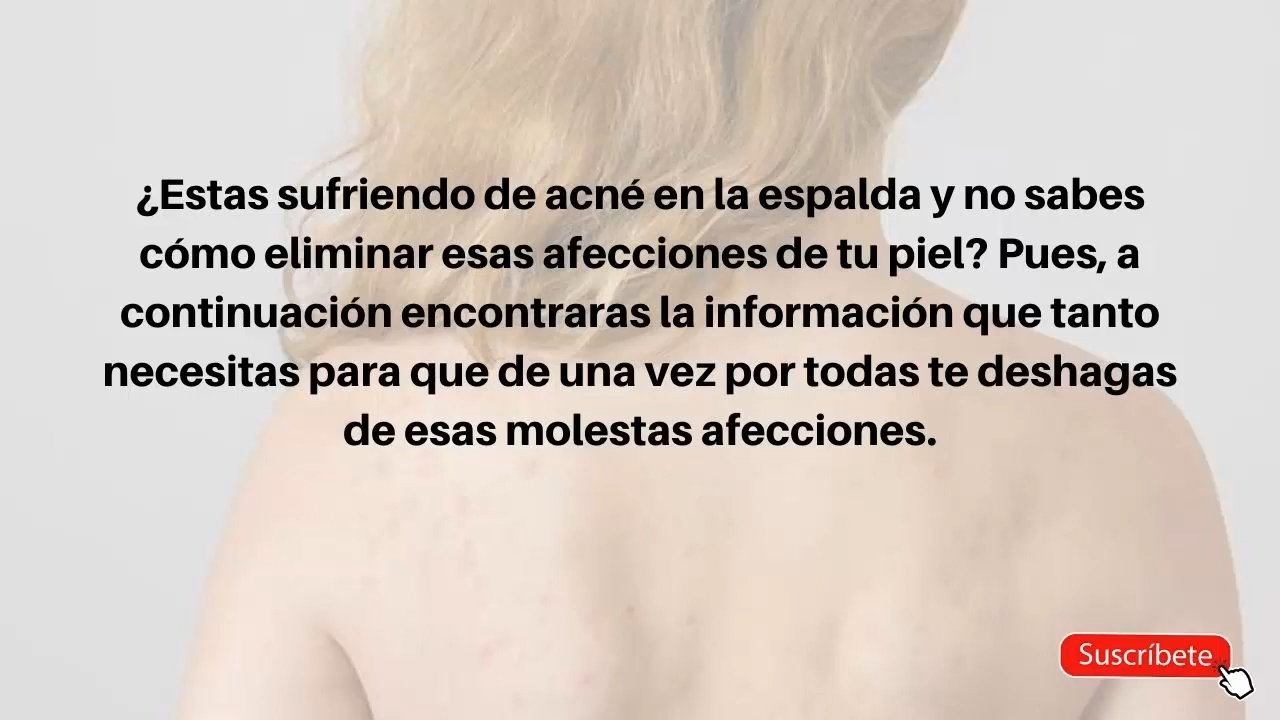 ¿Estas sufriendo de acné en la espalda y no sabes
cómo eliminar esas afecciones de tu piel? Pues, a
continuación encontraras la información que tanto
necesitas para que de una vez por todas te deshagas
de esas molestas afecciones.
Suscríbete